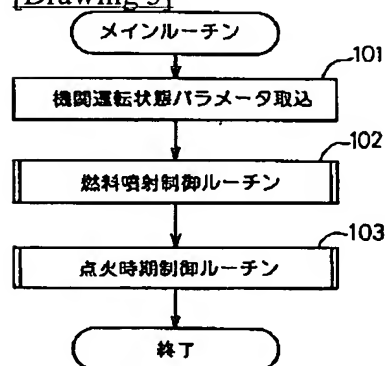 [Drawing 3]
メインルーチン
101
機関運転状態パラメータ取込
102
燃料噴射制御ルーチン
103
点火時期制御ルーチン
終了